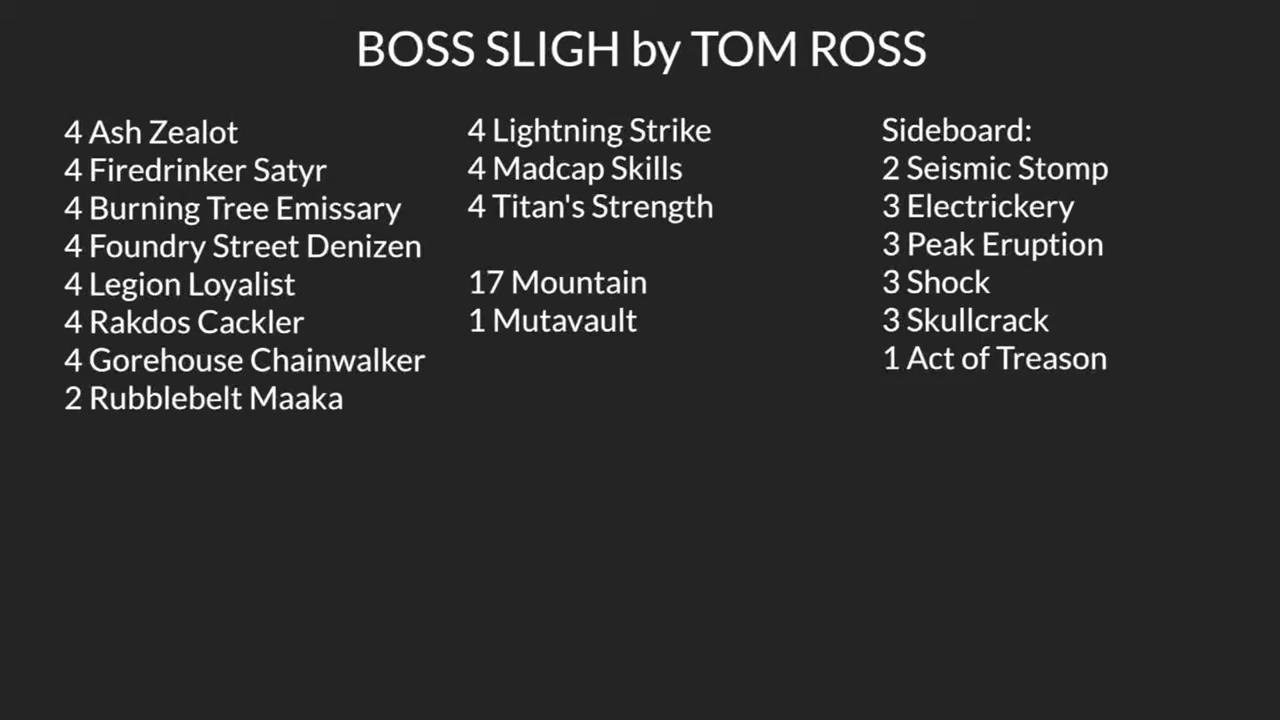 BOSS SLIGH by TOM ROSS
4 Ash Zealot
4 Firedrinker Satyr
4 Burning Tree Emissary
4 Foundry Street Denizen
4 Legion Loyalist
4 Rakdos Cackler
4 Gorehouse Chainwalker
2 Rubblebelt Maaka
4 Lightning Strike
4 Madcap Skills
4 Titan's Strength
17 Mountain
1 Mutavault
Sideboard:
2 Seismic Stomp
3 Electrickery
3 Peak Eruption
3 Shock
3 Skullcrack
1 Act of Treason